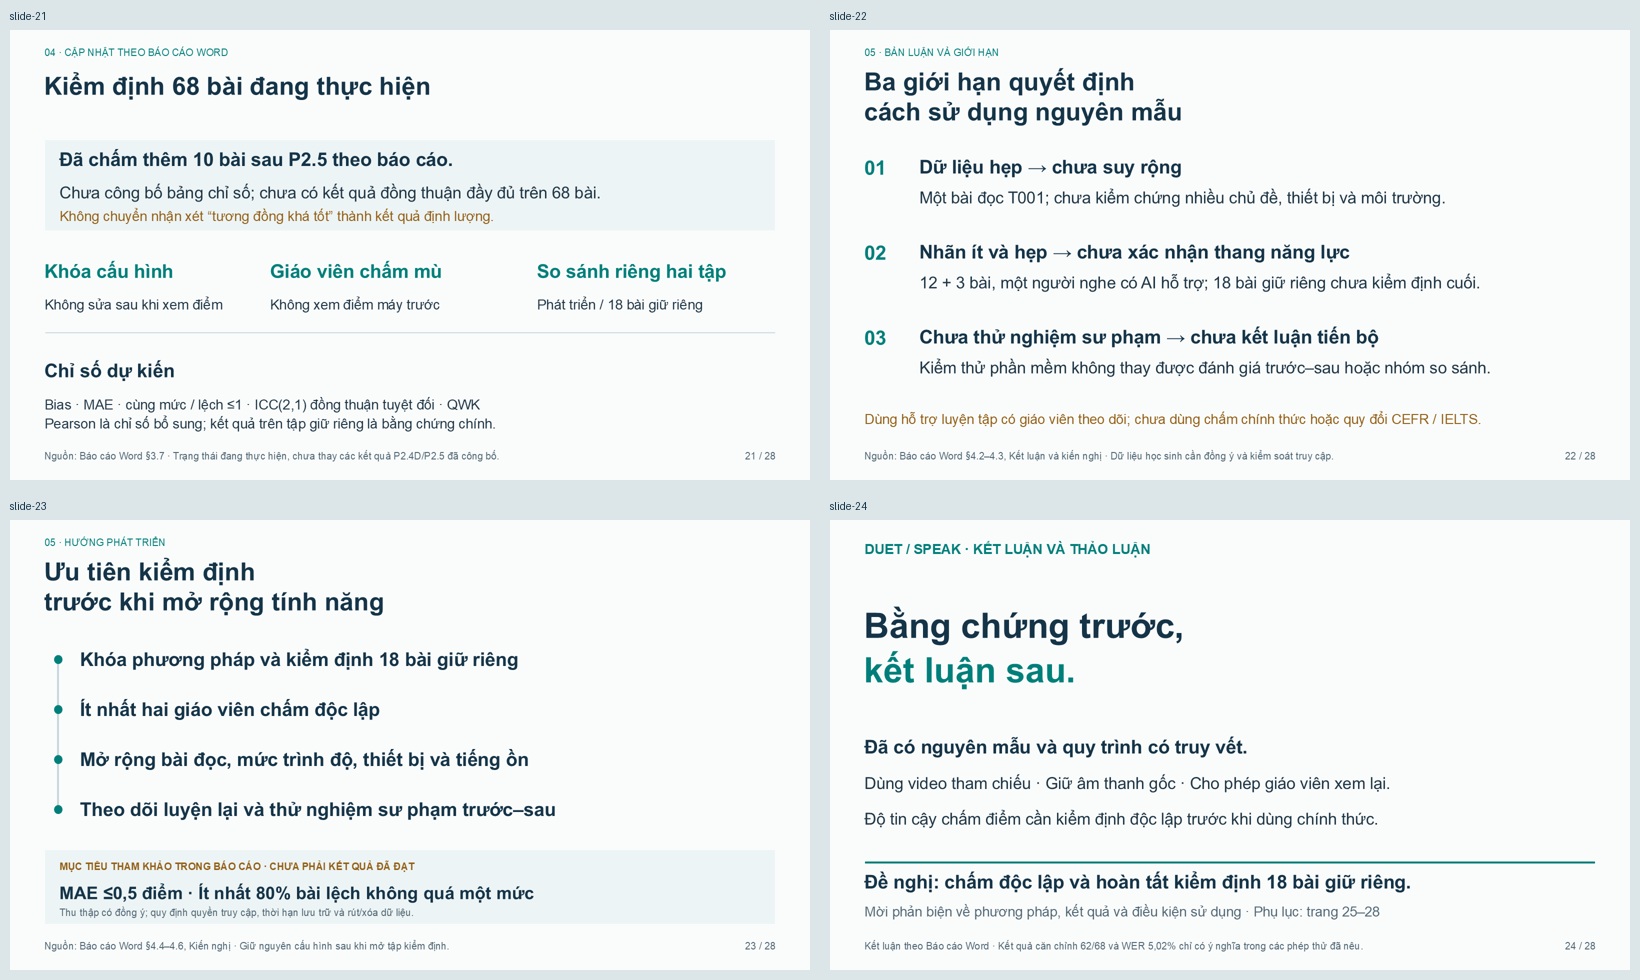 slide-21
04 · CẬP NHẬT THEO BÁO CÁO WORD
Kiểm định 68 bài đang thực hiện
Đã chấm thêm 10 bài sau P2.5 theo báo cáo.
Chưa công bố bảng chỉ số; chưa có kết quả đồng thuận đầy đủ trên 68 bài.
Không chuyển nhận xét “tương đồng khá tốt” thành kết quả định lượng.
Khóa cấu hình
Không sửa sau khi xem điểm
Giáo viên chấm mù
Không xem điểm máy trước
So sánh riêng hai tập
Phát triển / 18 bài giữ riêng
Chỉ số dự kiến
Bias · MAE · cùng mức / lệch ≤1 · ICC(2,1) đồng thuận tuyệt đối · QWK
Pearson là chỉ số bổ sung; kết quả trên tập giữ riêng là bằng chứng chính.
Nguồn: Báo cáo Word §3.7 · Trạng thái đang thực hiện, chưa thay các kết quả P2.4D/P2.5 đã công bố.
21 / 28
slide-22
05 · BÀN LUẬN VÀ GIỚI HẠN
Ba giới hạn quyết định
cách sử dụng nguyên mẫu
01
Dữ liệu hẹp → chưa suy rộng
Một bài đọc T001; chưa kiểm chứng nhiều chủ đề, thiết bị và môi trường.
02
Nhãn ít và hẹp → chưa xác nhận thang năng lực
12 + 3 bài, một người nghe có AI hỗ trợ; 18 bài giữ riêng chưa kiểm định cuối.
03
Chưa thử nghiệm sư phạm → chưa kết luận tiến bộ
Kiểm thử phần mềm không thay được đánh giá trước–sau hoặc nhóm so sánh.
Dùng hỗ trợ luyện tập có giáo viên theo dõi; chưa dùng chấm chính thức hoặc quy đổi CEFR / IELTS.
Nguồn: Báo cáo Word §4.2–4.3, Kết luận và kiến nghị · Dữ liệu học sinh cần đồng ý và kiểm soát truy cập.
22 / 28
slide-23
05 · HƯỚNG PHÁT TRIỂN
Ưu tiên kiểm định
trước khi mở rộng tính năng
Khóa phương pháp và kiểm định 18 bài giữ riêng
Ít nhất hai giáo viên chấm độc lập
Mở rộng bài đọc, mức trình độ, thiết bị và tiếng ồn
Theo dõi luyện lại và thử nghiệm sư phạm trước–sau
MỤC TIÊU THAM KHẢO TRONG BÁO CÁO · CHƯA PHẢI KẾT QUẢ ĐÃ ĐẠT
MAE ≤0,5 điểm · Ít nhất 80% bài lệch không quá một mức
Thu thập có đồng ý; quy định quyền truy cập, thời hạn lưu trữ và rút/xóa dữ liệu.
Nguồn: Báo cáo Word §4.4–4.6, Kiến nghị · Giữ nguyên cấu hình sau khi mở tập kiểm định.
23 / 28
slide-24
DUET / SPEAK · KẾT LUẬN VÀ THẢO LUẬN
Bằng chứng trước,
kết luận sau.
Đã có nguyên mẫu và quy trình có truy vết.
Dùng video tham chiếu · Giữ âm thanh gốc · Cho phép giáo viên xem lại.
Độ tin cậy chấm điểm cần kiểm định độc lập trước khi dùng chính thức.
Đề nghị: chấm độc lập và hoàn tất kiểm định 18 bài giữ riêng.
Mời phản biện về phương pháp, kết quả và điều kiện sử dụng · Phụ lục: trang 25–28
Kết luận theo Báo cáo Word · Kết quả căn chỉnh 62/68 và WER 5,02% chỉ có ý nghĩa trong các phép thử đã nêu.
24 / 28